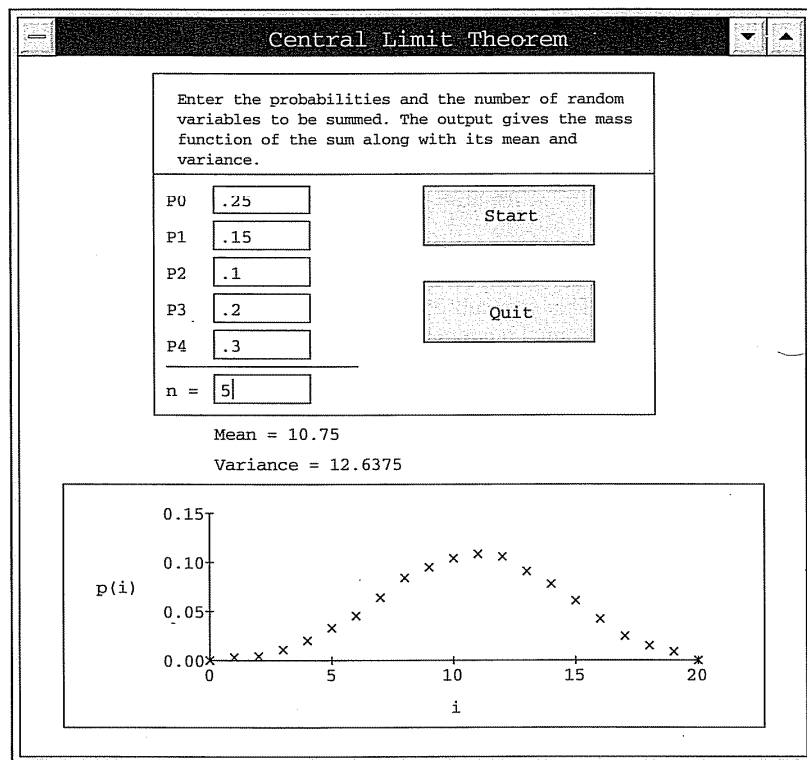 Central Limit Theorem
Enter the probabilities and the number of random
variables to be summed. The output gives the mass
function of the sum along with its mean and
variance.
P0 .25
Start
P1 .15
P2 .1
P3 .2
Quit
P4 .3
n = 5
Mean = 10.75
Variance = 12.6375
0.15
0.10
p(i)
0.05
0.00
0 5 10 15 20
i